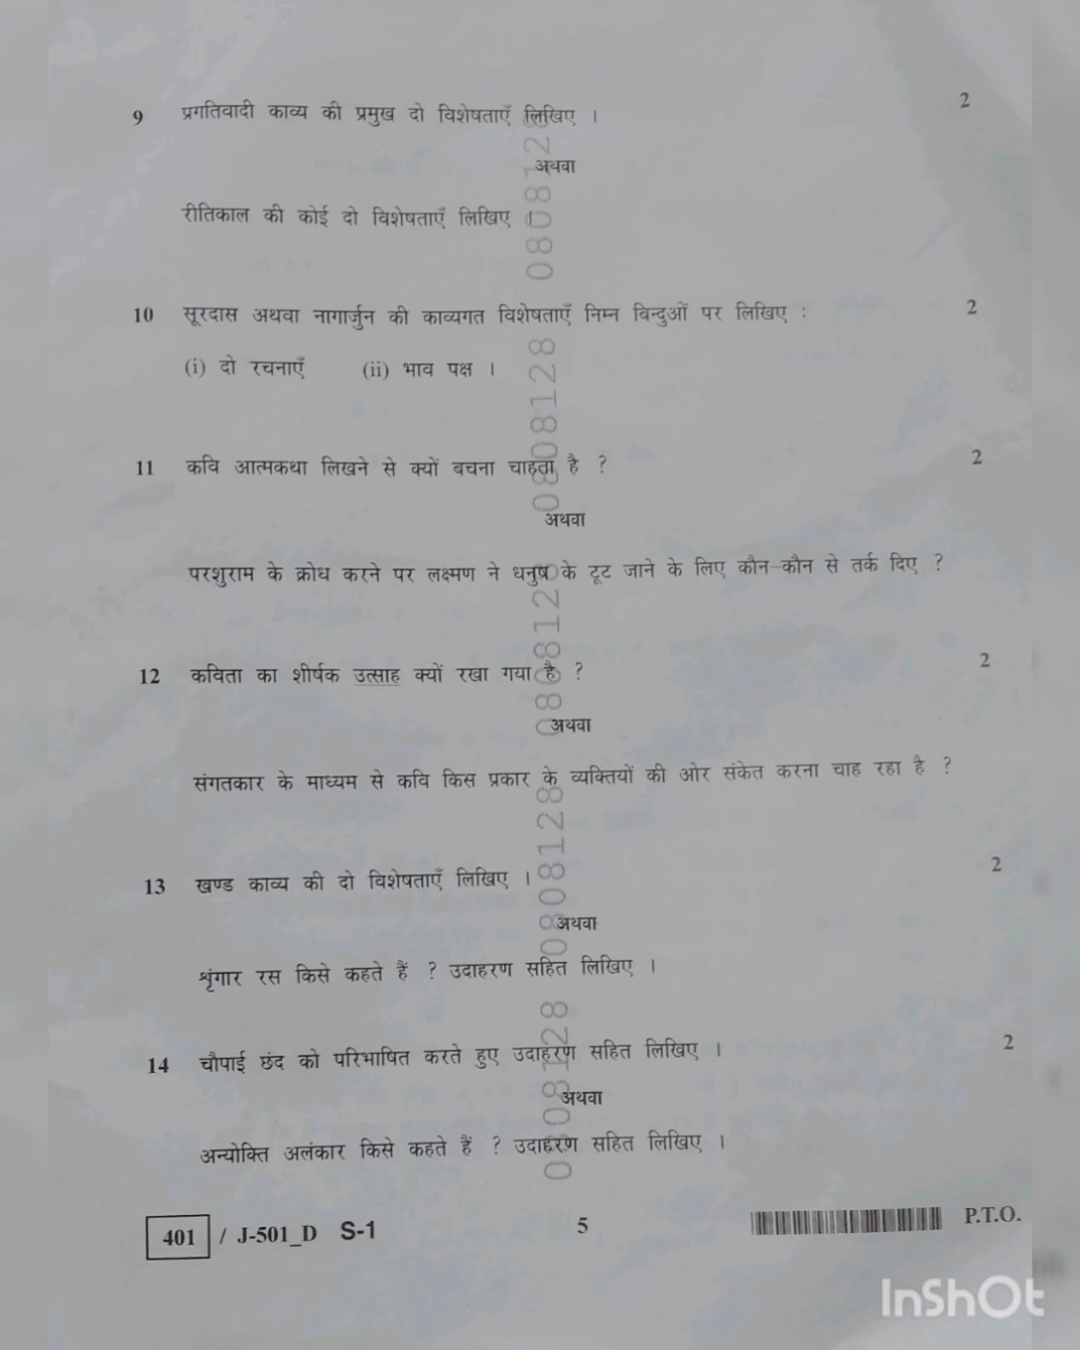 9 प्रगतिवादी काव्य की प्रमुख दो विशेषताएँ लिखिए । 2
अथवा
रीतिकाल की कोई दो विशेषताएँ लिखिए ।
10 सूरदास अथवा नागार्जुन की काव्यगत विशेषताएँ निम्न बिन्दुओं पर लिखिए : 2
(i) दो रचनाएँ (ii) भाव पक्ष ।
11 कवि आत्मकथा लिखने से क्यों बचना चाहता है ? 2
अथवा
परशुराम के क्रोध करने पर लक्ष्मण ने धनुष के टूट जाने के लिए कौन-कौन से तर्क दिए ?
12 कविता का शीर्षक उत्साह क्यों रखा गया है ? 2
अथवा
संगतकार के माध्यम से कवि किस प्रकार के व्यक्तियों की ओर संकेत करना चाह रहा है ?
13 खण्ड काव्य की दो विशेषताएँ लिखिए । 2
अथवा
शृंगार रस किसे कहते हैं ? उदाहरण सहित लिखिए ।
14 चौपाई छंद को परिभाषित करते हुए उदाहरण सहित लिखिए । 2
अथवा
अन्योक्ति अलंकार किसे कहते हैं ? उदाहरण सहित लिखिए ।
401 / J-501_D S-1 5 P.T.O.
InShOt